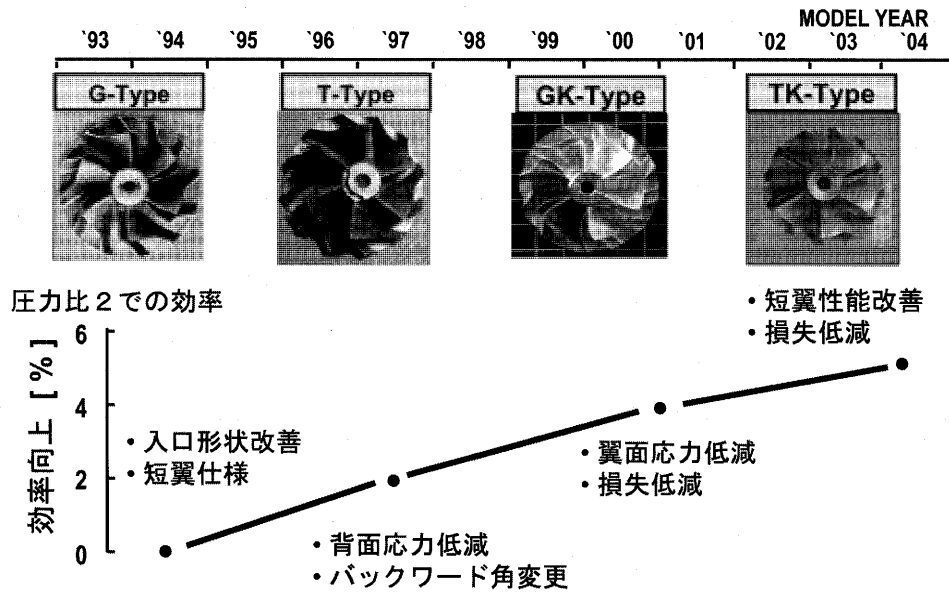 MODEL YEAR
`93 `94 `95 `96 `97 `98 `99 `00 `01 `02 `03 `04
G-Type T-Type GK-Type TK-Type
圧力比2での効率
・短翼性能改善
・損失低減
効率向上 [%]
6
4
2
0
・入口形状改善
・短翼仕様
・翼面応力低減
・損失低減
・背面応力低減
・バックワード角変更